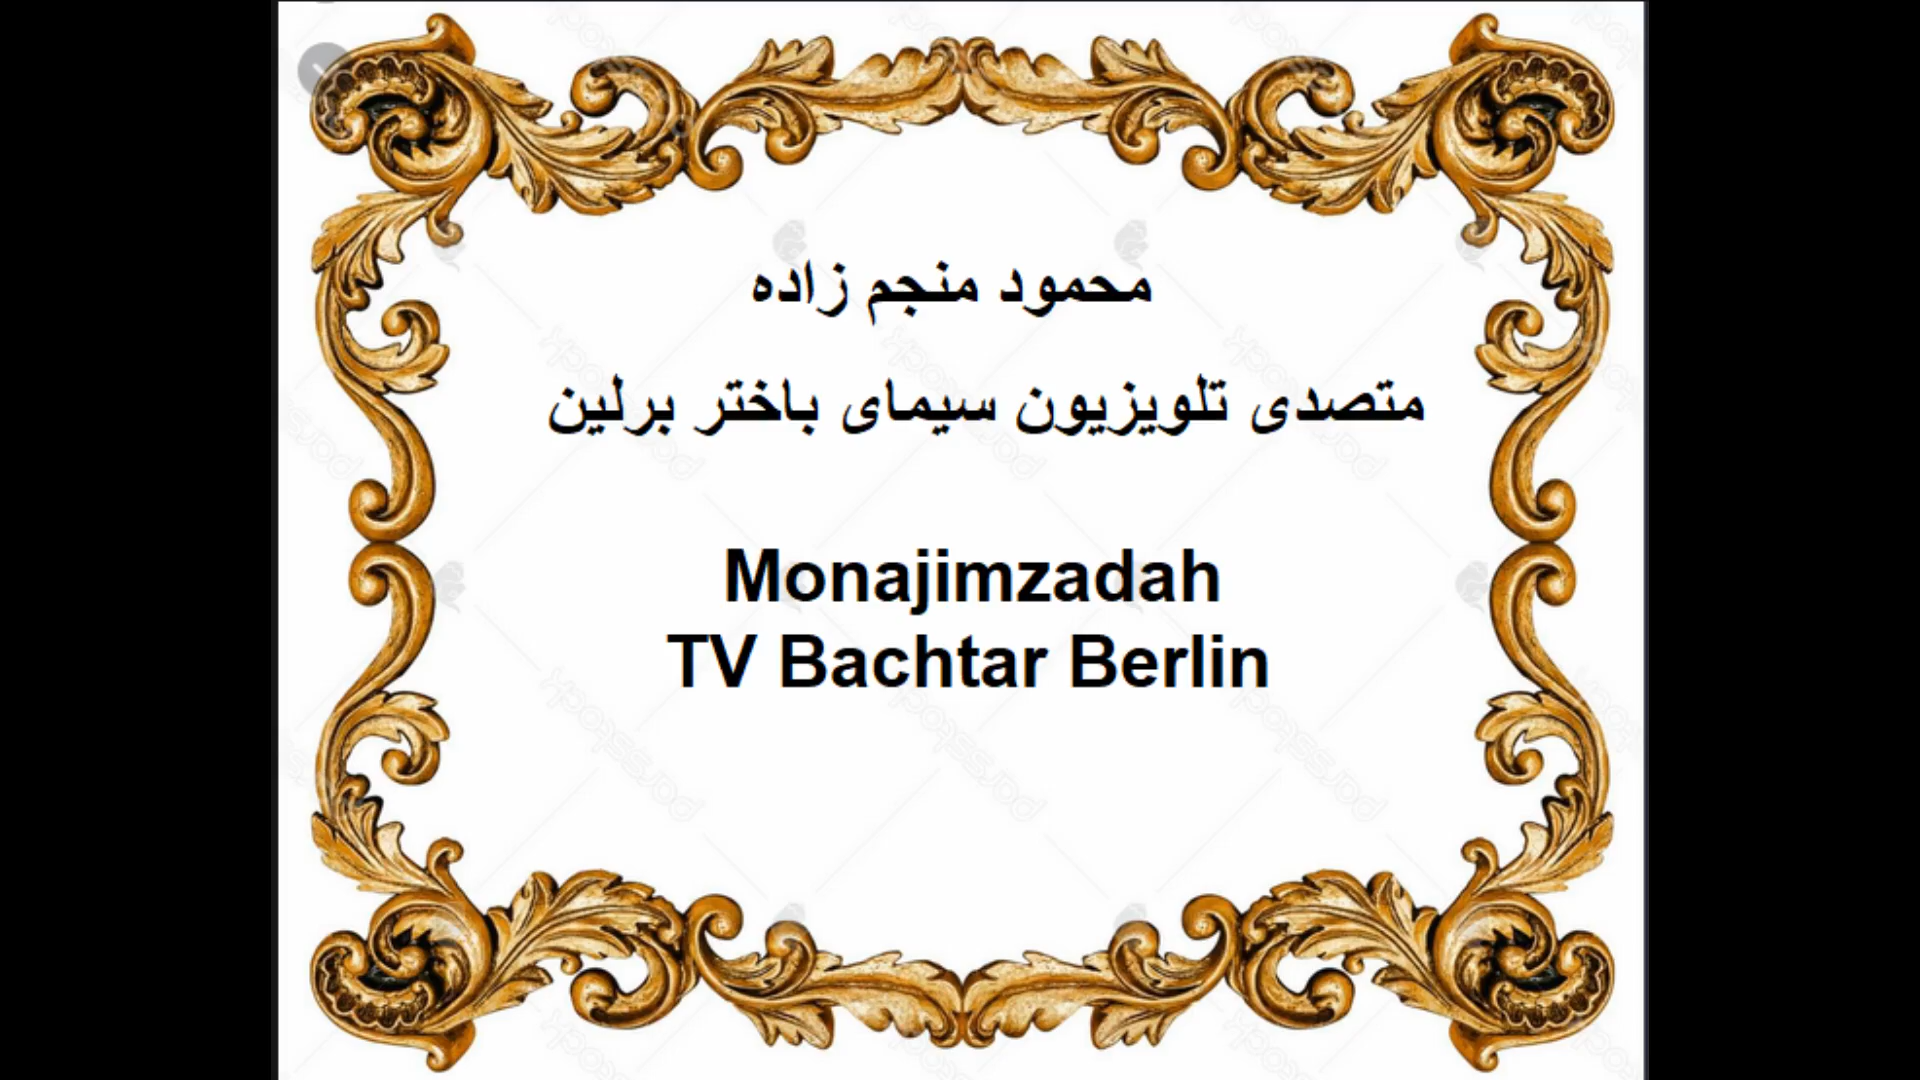 محمود منجم زاده
متصدی تلویزیون سیمای باختر برلین
Monajimzadah
TV Bachtar Berlin